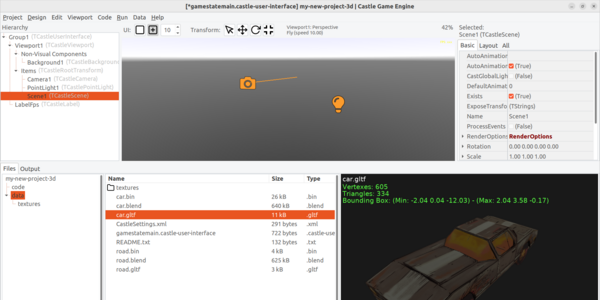 [*gamestatemain.castle-user-interface] my-new-project-3d | Castle Game Engine
Project Design Edit Viewport Code Run Data Help
Hierarchy
Group1 (TCastleUserInterface)
Viewport1 (TCastleViewport)
Non-Visual Components
Background1 (TCastleBackground
Items (TCastleRootTransform)
Camera1 (TCastleCamera)
PointLight1 (TCastlePointLight)
Scene1 (TCastleScene)
LabelFps (TCastleLabel)
UI: 10 Transform:
Viewport: Perspective
Fly (speed 10.00)
42%
Selected:
Scene1 (TCastleScene)
Basic Layout All
AutoAnimation
AutoAnimation (True)
CastGlobalLigh (False)
DefaultAnimat 0
Exists (True)
ExposeTransfo (TStrings)
Name Scene1
ProcessEvents (False)
RenderOptions RenderOptions
Rotation 0.00 0.00 0.00 0.00
Scale 1.00 1.00 1.00
Files Output
my-new-project-3d
code
data
textures
Name Size Type
textures
car.bin 26 kB .bin
car.blend 640 kB .blend
car.gltf 11 kB .gltf
CastleSettings.xml 291 bytes .xml
gamestatemain.castle-user-interface 722 bytes .castle-use
README.txt 132 bytes .txt
road.bin 4 kB .bin
road.blend 625 kB .blend
road.gltf 3 kB .gltf
car.gltf
Vertexes: 605
Triangles: 334
Bounding Box: (Min: -2.04 0.04 -12.03) - (Max: 2.04 3.58 -0.17)